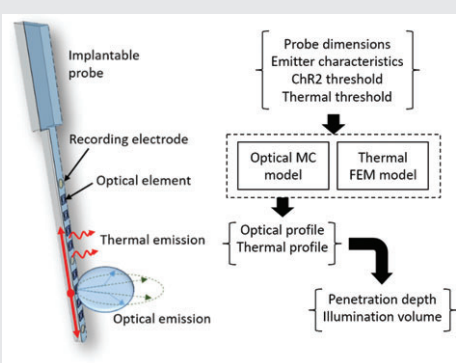 Implantable
probe
Recording electrode
Optical element
Thermal emission
Optical emission
Probe dimensions
Emitter characteristics
ChR2 threshold
Thermal threshold
Optical MC
model
Thermal
FEM model
Optical profile
Thermal profile
Penetration depth
Illumination volume